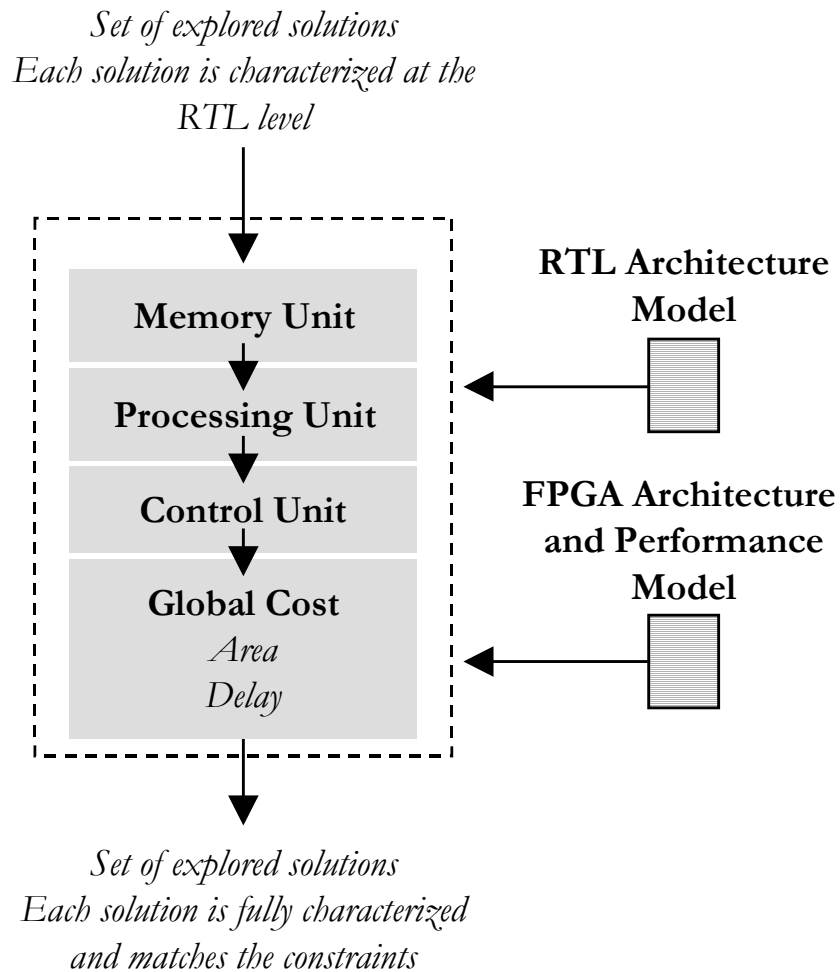 Set of explored solutions
Each solution is characterized at the
RTL level
Memory Unit
Processing Unit
Control Unit
Global Cost
Area
Delay
RTL Architecture
Model
FPGA Architecture
and Performance
Model
Set of explored solutions
Each solution is fully characterized
and matches the constraints